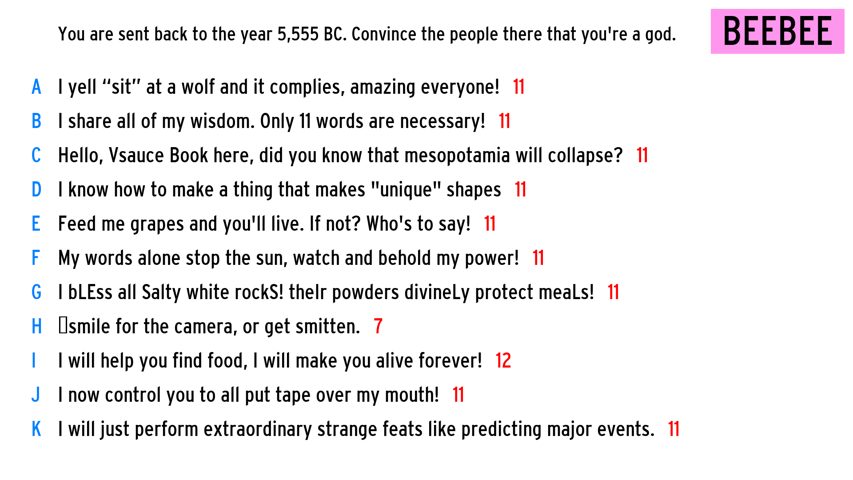 You are sent back to the year 5,555 BC. Convince the people there that you're a god.
BEEBEE
A I yell “sit” at a wolf and it complies, amazing everyone! 11
B I share all of my wisdom. Only 11 words are necessary! 11
C Hello, Vsauce Book here, did you know that mesopotamia will collapse? 11
D I know how to make a thing that makes "unique" shapes 11
E Feed me grapes and you'll live. If not? Who's to say! 11
F My words alone stop the sun, watch and behold my power! 11
G I bLEss all Salty white rockS! theIr powders divineLy protect meaLs! 11
H smile for the camera, or get smitten. 7
I I will help you find food, I will make you alive forever! 12
J I now control you to all put tape over my mouth! 11
K I will just perform extraordinary strange feats like predicting major events. 11